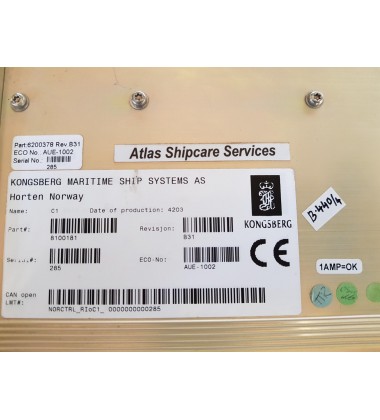 Part:6200378 Rev.B31
ECO No. AUE-1002
Serial No.:
285
Atlas Shipcare Services
KONGSBERG MARITIME SHIP SYSTEMS AS
Horten Norway
Name: C1 Date of production: 4203
Part#: 8100181 Revision: B31
Serial#: 285 ECO-No: AUE-1002
KONGSBERG
CE
B-440/4
1AMP=OK
CAN open
LMT#: NORCTRL_RIoC1_ 0000000000285